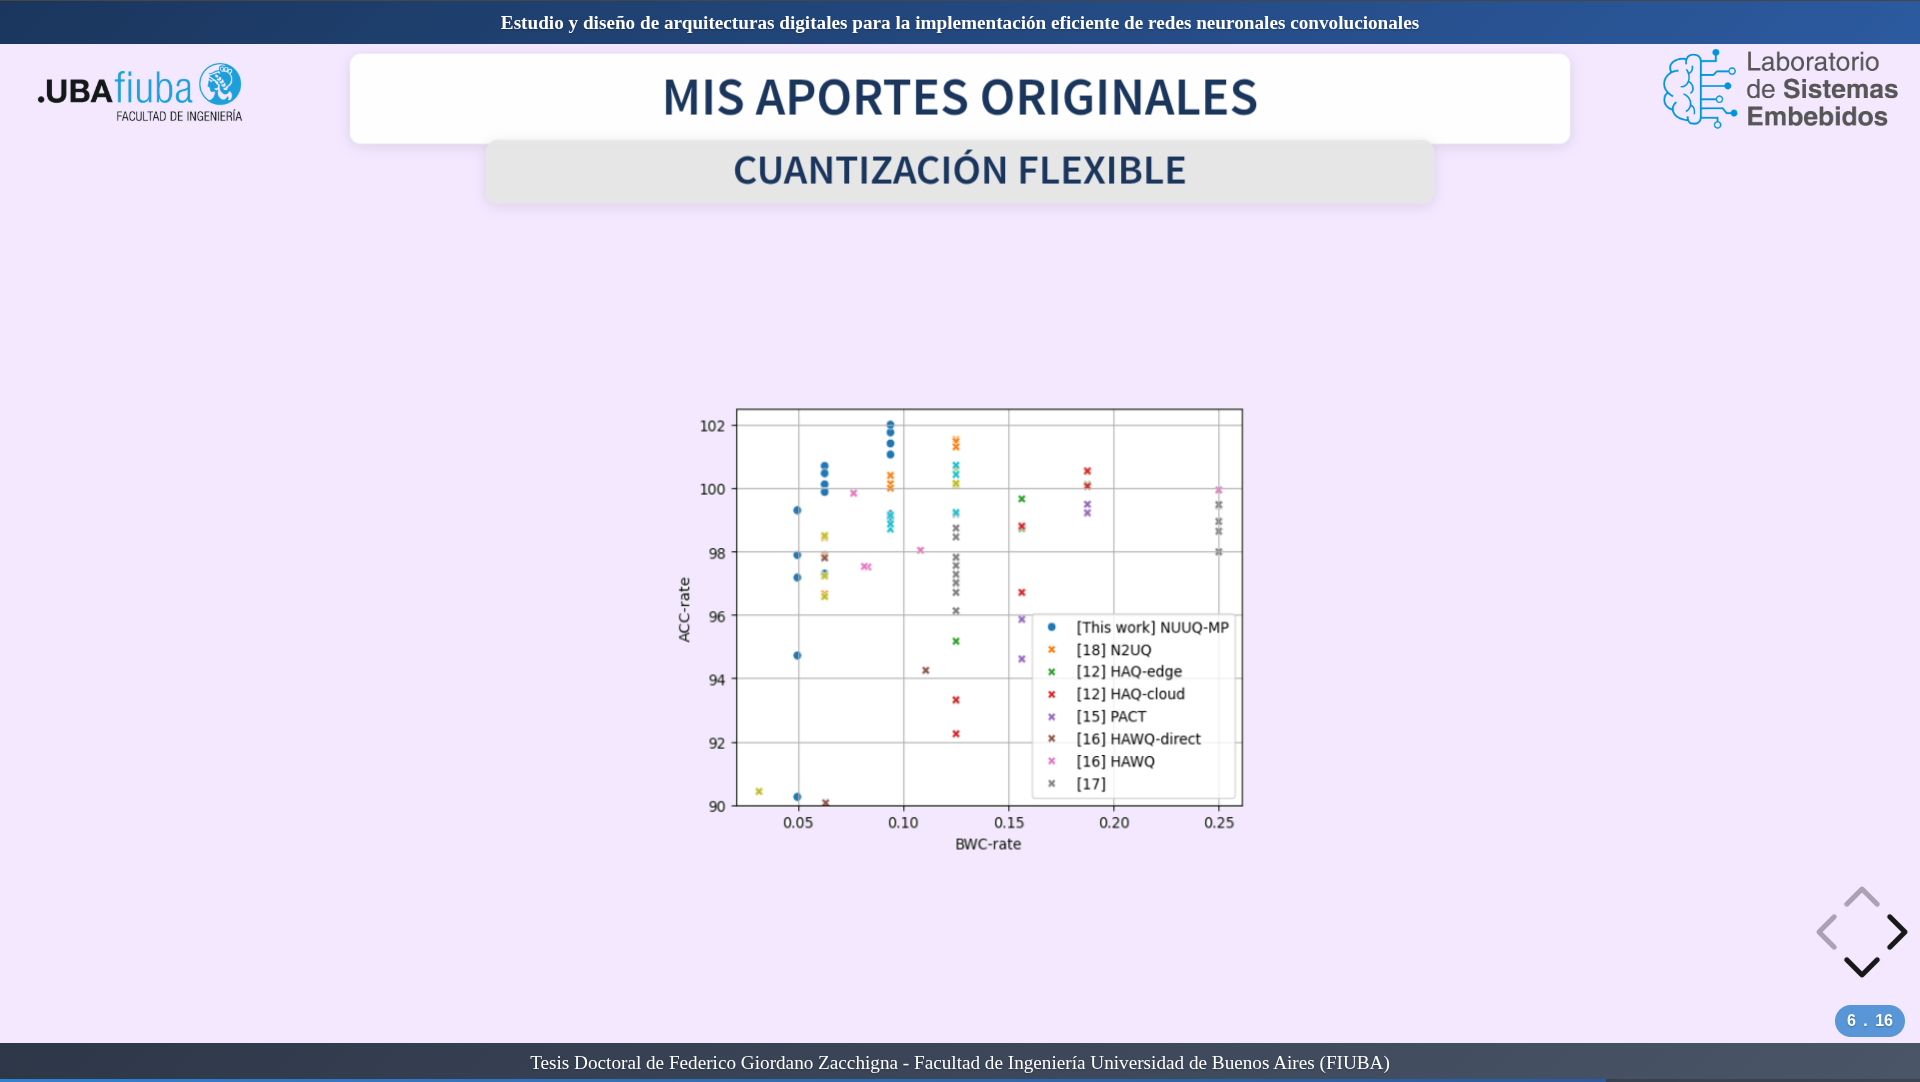 Estudio y diseño de arquitecturas digitales para la implementación eficiente de redes neuronales convolucionales
.UBAfiuba
FACULTAD DE INGENIERÍA
MIS APORTES ORIGINALES
Laboratorio
de Sistemas
Embebidos
CUANTIZACIÓN FLEXIBLE
102
100
98
96
94
92
90
ACC-rate
[This work] NUUQ-MP
[18] N2UQ
[12] HAQ-edge
[12] HAQ-cloud
[15] PACT
[16] HAWQ-direct
[16] HAWQ
[17]
0.05 0.10 0.15 0.20 0.25
BWC-rate
6 . 16
Tesis Doctoral de Federico Giordano Zacchigna - Facultad de Ingeniería Universidad de Buenos Aires (FIUBA)